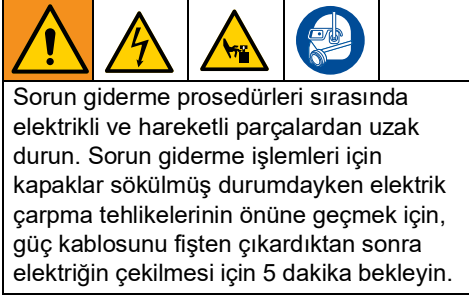 Sorun giderme prosedürleri sırasında
elektrikli ve hareketli parçalardan uzak
durun. Sorun giderme işlemleri için
kapaklar sökülmüş durumdayken elektrik
çarpma tehlikelerinin önüne geçmek için,
güç kablosunu fişten çıkardıktan sonra
elektriğin çekilmesi için 5 dakika bekleyin.